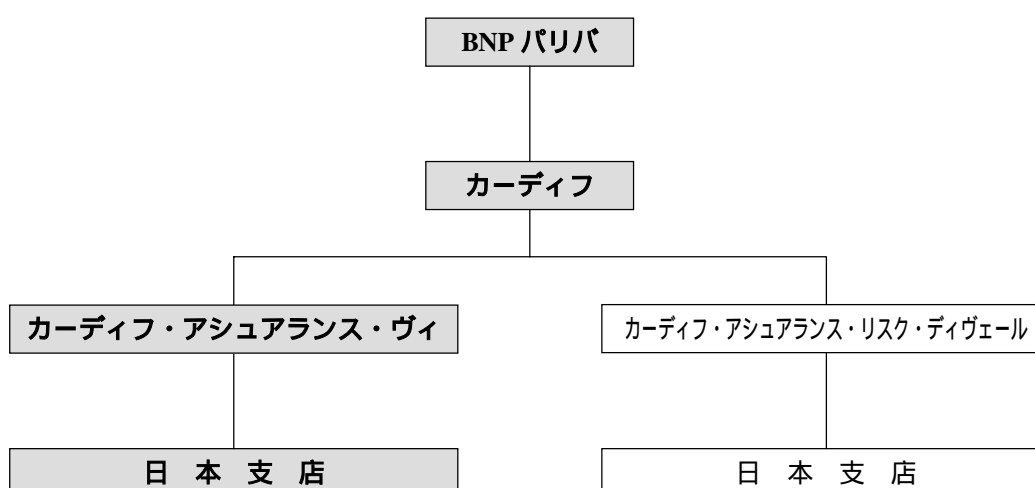 BNP パリバ
カーディフ
カーディフ・アシュアランス・ヴィ
カーディフ・アシュアランス・リスク・ディヴェール
日 本 支 店
日 本 支 店